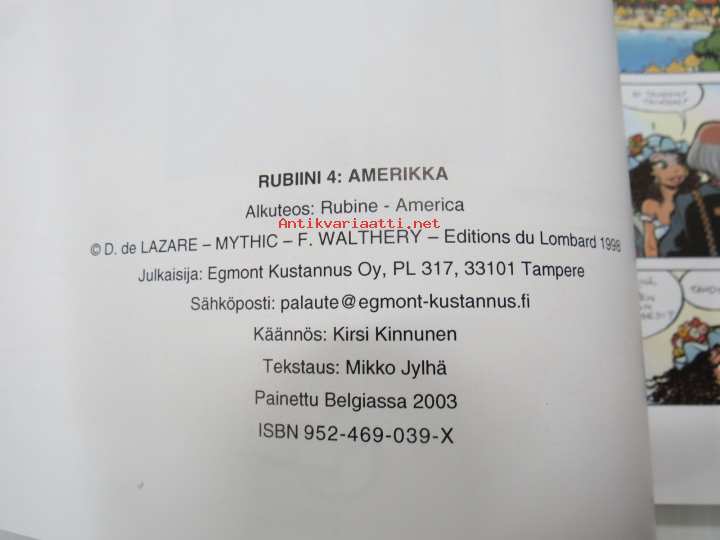 RUBIINI 4: AMERIKKA
Alkuteos: Rubine - America
Antikvariaatti.net
© D. de LAZARE – MYTHIC – F. WALTHERY – Editions du Lombard 1998
Julkaisija: Egmont Kustannus Oy, PL 317, 33101 Tampere
Sähköposti: palaute@egmont-kustannus.fi
Käännös: Kirsi Kinnunen
Tekstaus: Mikko Jylhä
Painettu Belgiassa 2003
ISBN 952-469-039-X